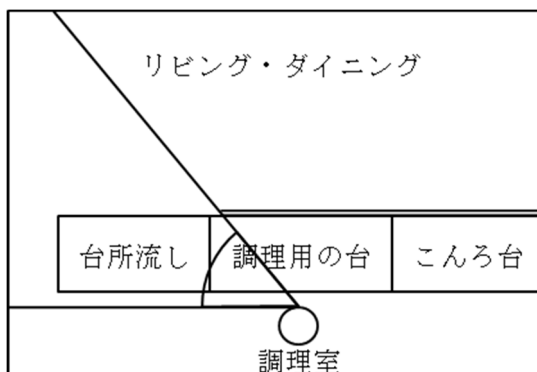 リビング・ダイニング
台所流し
調理用の台
こんろ台
調理室